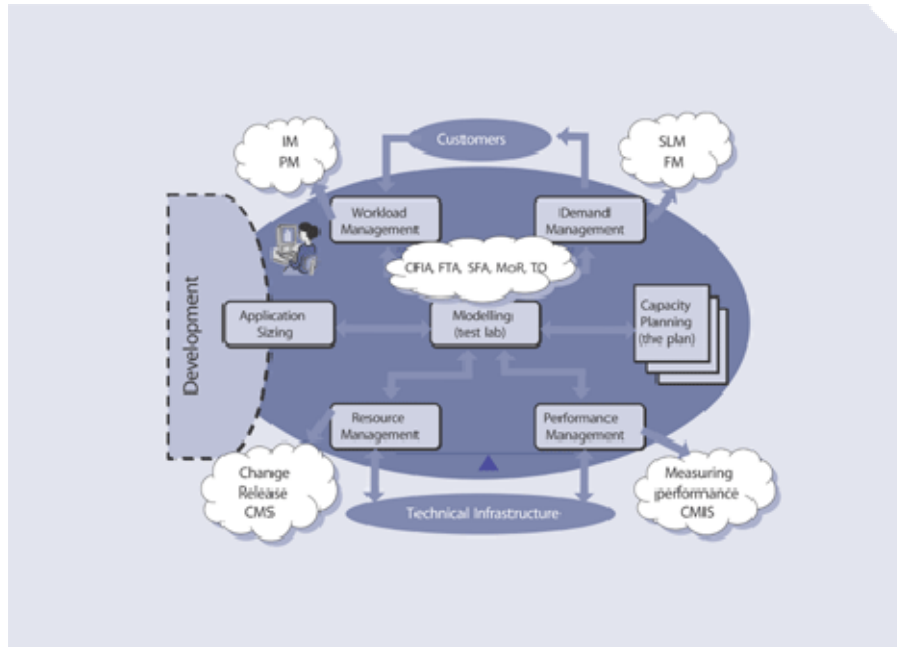 IM
PM
Customers
SLM
FM
Workload
Management
Demand
Management
CIFIA, FTA, SFA, MoR, TO
Development
Application
Sizing
Modelling
(test lab)
Capacity
Planning
(the plan)
Resource
Management
Performance
Management
Change
Release
CMS
Technical Infrastructure
Measuring
performance
CMIS